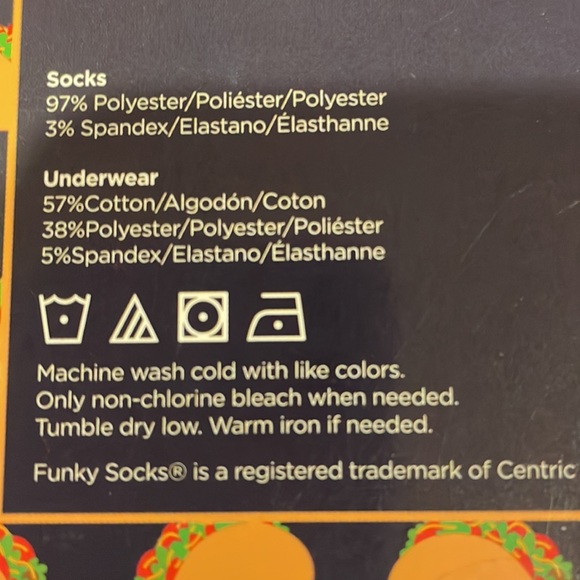 Socks
97% Polyester/Poliéster/Polyester
3% Spandex/Elastano/Élasthanne
Underwear
57%Cotton/Algodón/Coton
38%Polyester/Polyester/Poliéster
5%Spandex/Elastano/Élasthanne
Machine wash cold with like colors.
Only non-chlorine bleach when needed.
Tumble dry low. Warm iron if needed.
Funky Socks® is a registered trademark of Centric